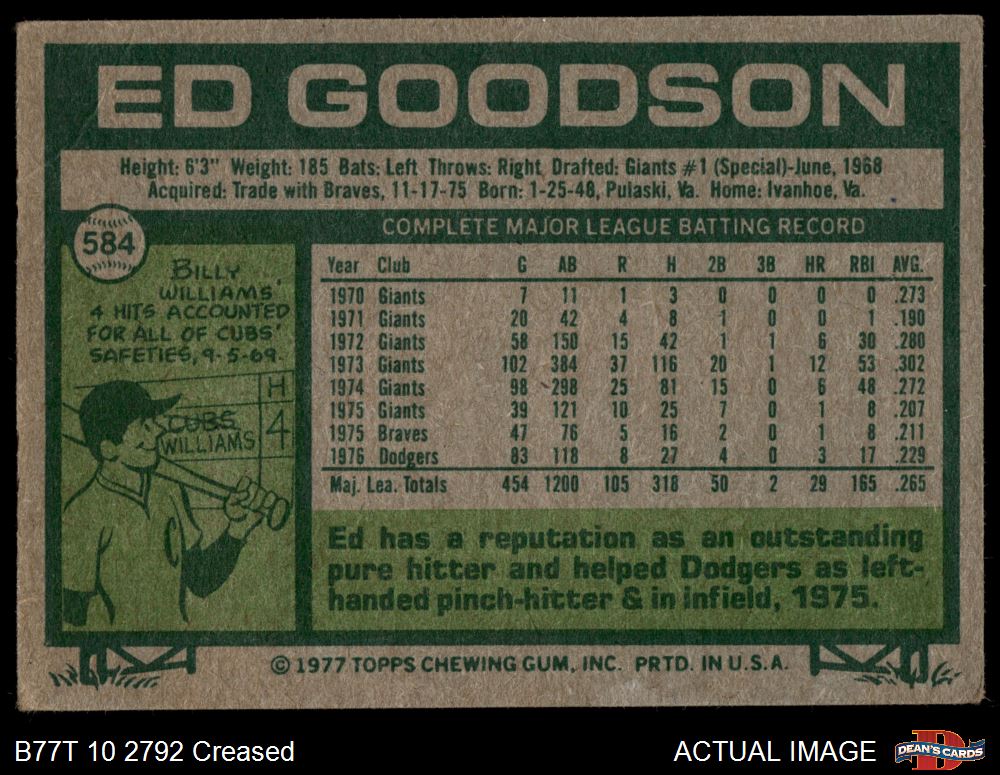 ED GOODSON
Height: 6'3" Weight: 185 Bats: Left Throws: Right Drafted: Giants #1 (Special)-June, 1968
Acquired: Trade with Braves, 11-17-75 Born: 1-25-48, Pulaski, Va. Home: Ivanhoe, Va.
584
BILLY
WILLIAMS'
4 HITS ACCOUNTED
FOR ALL OF CUBS'
SAFETIES, 9-5-69.
H
CUBS
WILLIAMS 4
C
COMPLETE MAJOR LEAGUE BATTING RECORD
Year Club G AB R H 2B 3B HR RBI AVG.
1970 Giants 7 11 1 3 0 0 0 0 .273
1971 Giants 20 42 4 8 1 0 0 1 .190
1972 Giants 58 150 15 42 1 1 6 30 .280
1973 Giants 102 384 37 116 20 1 12 53 .302
1974 Giants 98 298 25 81 15 0 6 48 .272
1975 Giants 39 121 10 25 7 0 1 8 .207
1975 Braves 47 76 5 16 2 0 1 8 .211
1976 Dodgers 83 118 8 27 4 0 3 17 .229
Maj. Lea. Totals 454 1200 105 318 50 2 29 165 .265
Ed has a reputation as an outstanding
pure hitter and helped Dodgers as left-
handed pinch-hitter & in infield, 1975.
© 1977 TOPPS CHEWING GUM, INC. PRTD. IN U.S.A.
B77T 10 2792 Creased
ACTUAL IMAGE
D
DEAN'S CARDS